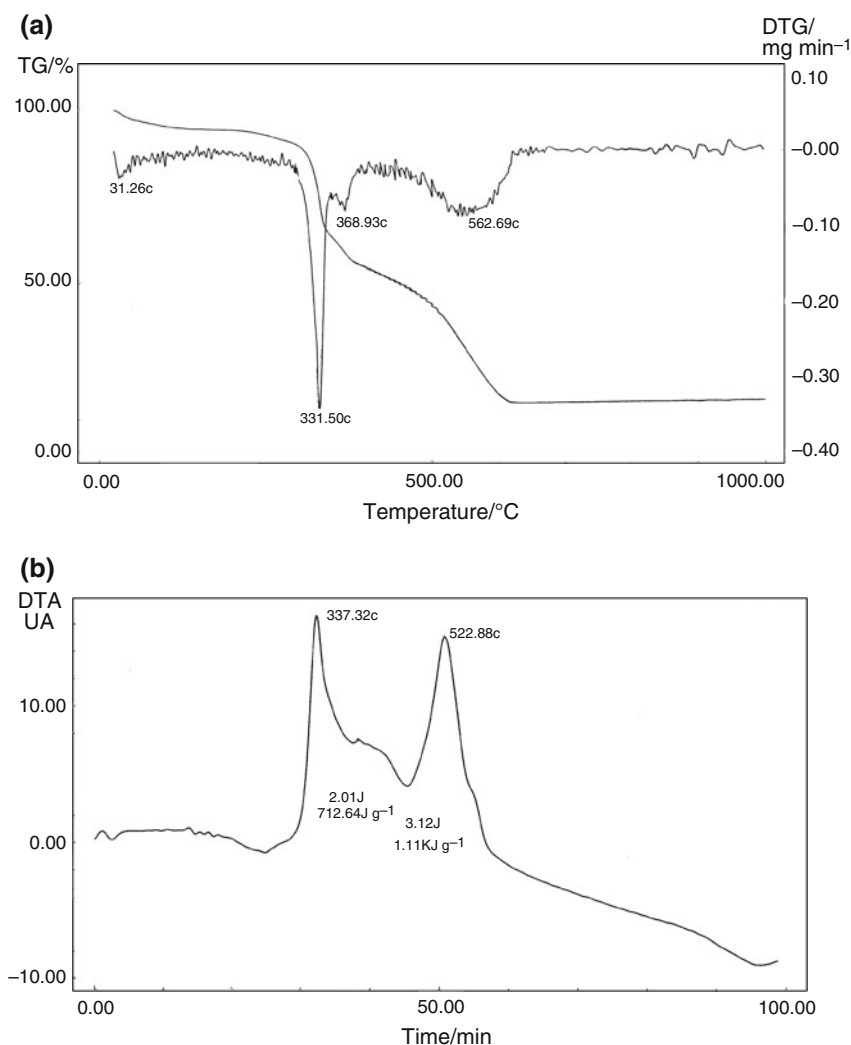 (a)
TG/%
DTG/
mg min–1
100.00
50.00
0.00
0.10
–0.00
–0.10
–0.20
–0.30
–0.40
31.26c
368.93c
562.69c
331.50c
0.00
500.00
1000.00
Temperature/°C
(b)
DTA
UA
10.00
0.00
–10.00
337.32c
522.88c
2.01J
712.64J g–1
3.12J
1.11KJ g–1
0.00
50.00
100.00
Time/min